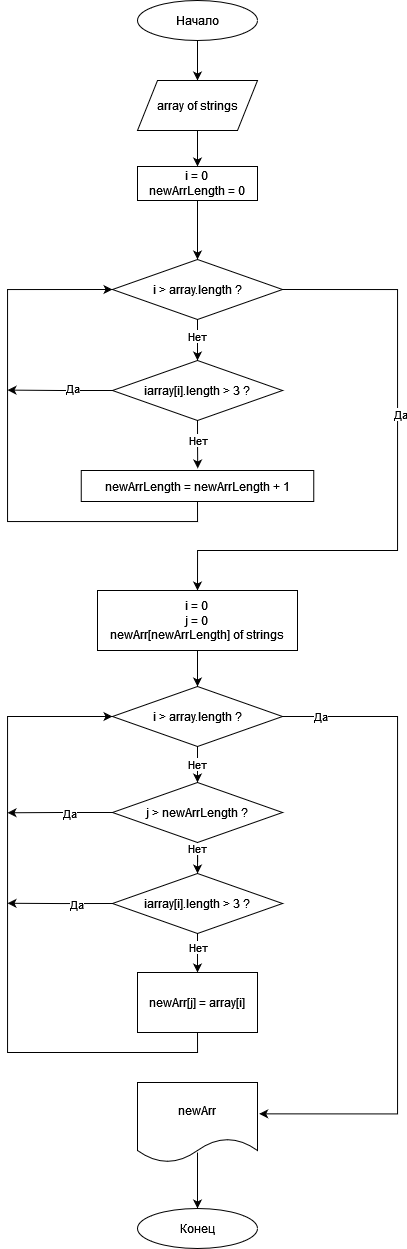 Начало
array of strings
i = 0
newArrLength = 0
i > array.length ?
Нет
iarray[i].length > 3 ?
Да
Да
Нет
newArrLength = newArrLength + 1
i = 0
j = 0
newArr[newArrLength] of strings
i > array.length ?
Да
Нет
j > newArrLength ?
Да
Нет
iarray[i].length > 3 ?
Да
Нет
newArr[j] = array[i]
newArr
Конец